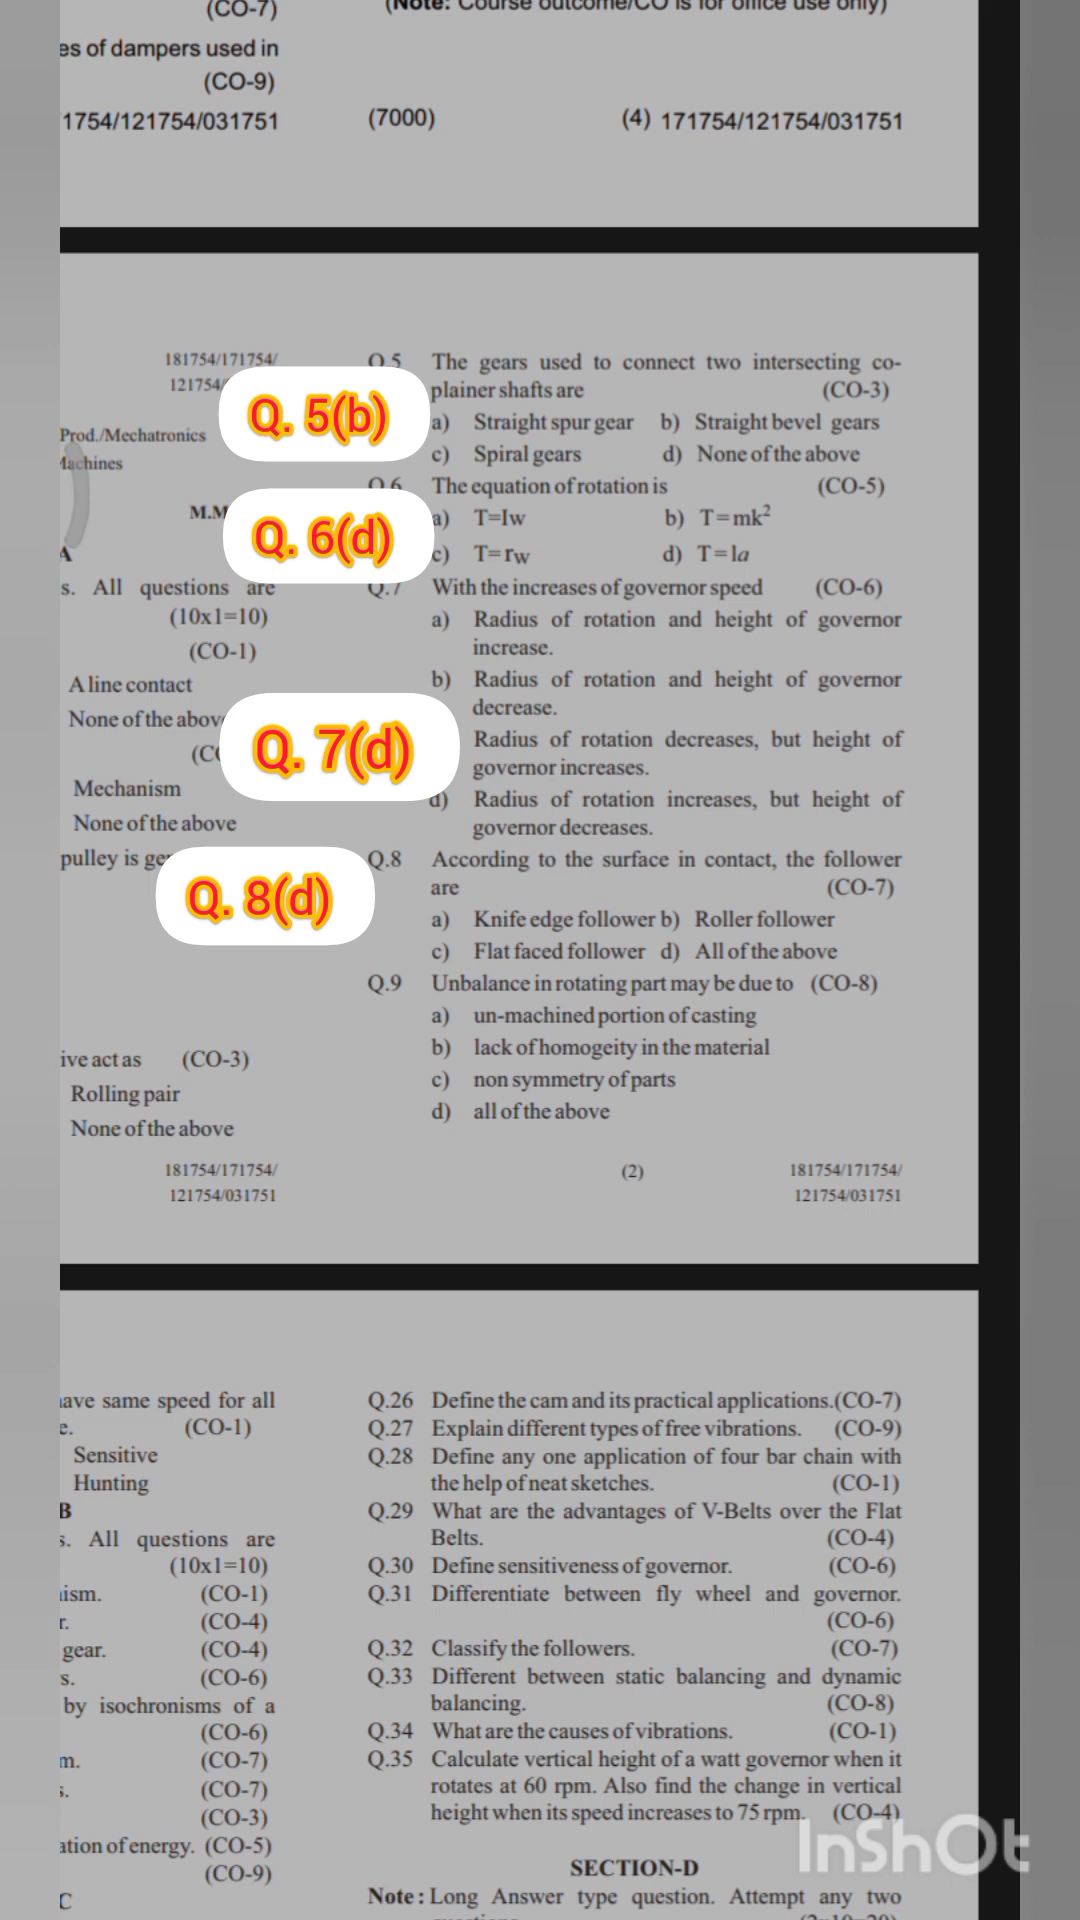 (CO-7)
es of dampers used in
(CO-9)
1754/121754/031751
(Note: Course outcome/CO is for office use only)
(7000) (4) 171754/121754/031751
181754/171754/
121754/
Prod./Mechatronics
Machines
M.M
A
s. All questions are
(10x1=10)
(CO-1)
A line contact
None of the abov
(C
Mechanism
None of the above
pulley is ge
ive act as (CO-3)
Rolling pair
None of the above
181754/171754/
121754/031751
Q. 5(b)
Q. 6(d)
Q. 7(d)
Q. 8(d)
Q.5 The gears used to connect two intersecting co-
plainer shafts are (CO-3)
a) Straight spur gear b) Straight bevel gears
c) Spiral gears d) None of the above
Q.6 The equation of rotation is (CO-5)
a) T=Iw b) T=mk²
c) T=rw d) T=la
Q.7 With the increases of governor speed (CO-6)
a) Radius of rotation and height of governor
increase.
b) Radius of rotation and height of governor
decrease.
Radius of rotation decreases, but height of
governor increases.
d) Radius of rotation increases, but height of
governor decreases.
Q.8 According to the surface in contact, the follower
are (CO-7)
a) Knife edge follower b) Roller follower
c) Flat faced follower d) All of the above
Q.9 Unbalance in rotating part may be due to (CO-8)
a) un-machined portion of casting
b) lack of homogeity in the material
c) non symmetry of parts
d) all of the above
(2) 181754/171754/
121754/031751
ave same speed for all
e. (CO-1)
Sensitive
Hunting
B
s. All questions are
(10x1=10)
ism. (CO-1)
r. (CO-4)
gear. (CO-4)
s. (CO-6)
by isochronisms of a
(CO-6)
m. (CO-7)
s. (CO-7)
(CO-3)
ation of energy. (CO-5)
(CO-9)
C
Q.26 Define the cam and its practical applications.(CO-7)
Q.27 Explain different types of free vibrations. (CO-9)
Q.28 Define any one application of four bar chain with
the help of neat sketches. (CO-1)
Q.29 What are the advantages of V-Belts over the Flat
Belts. (CO-4)
Q.30 Define sensitiveness of governor. (CO-6)
Q.31 Differentiate between fly wheel and governor.
(CO-6)
Q.32 Classify the followers. (CO-7)
Q.33 Different between static balancing and dynamic
balancing. (CO-8)
Q.34 What are the causes of vibrations. (CO-1)
Q.35 Calculate vertical height of a watt governor when it
rotates at 60 rpm. Also find the change in vertical
height when its speed increases to 75 rpm. (CO-4)
SECTION-D
Note: Long Answer type question. Attempt any two
InShOt